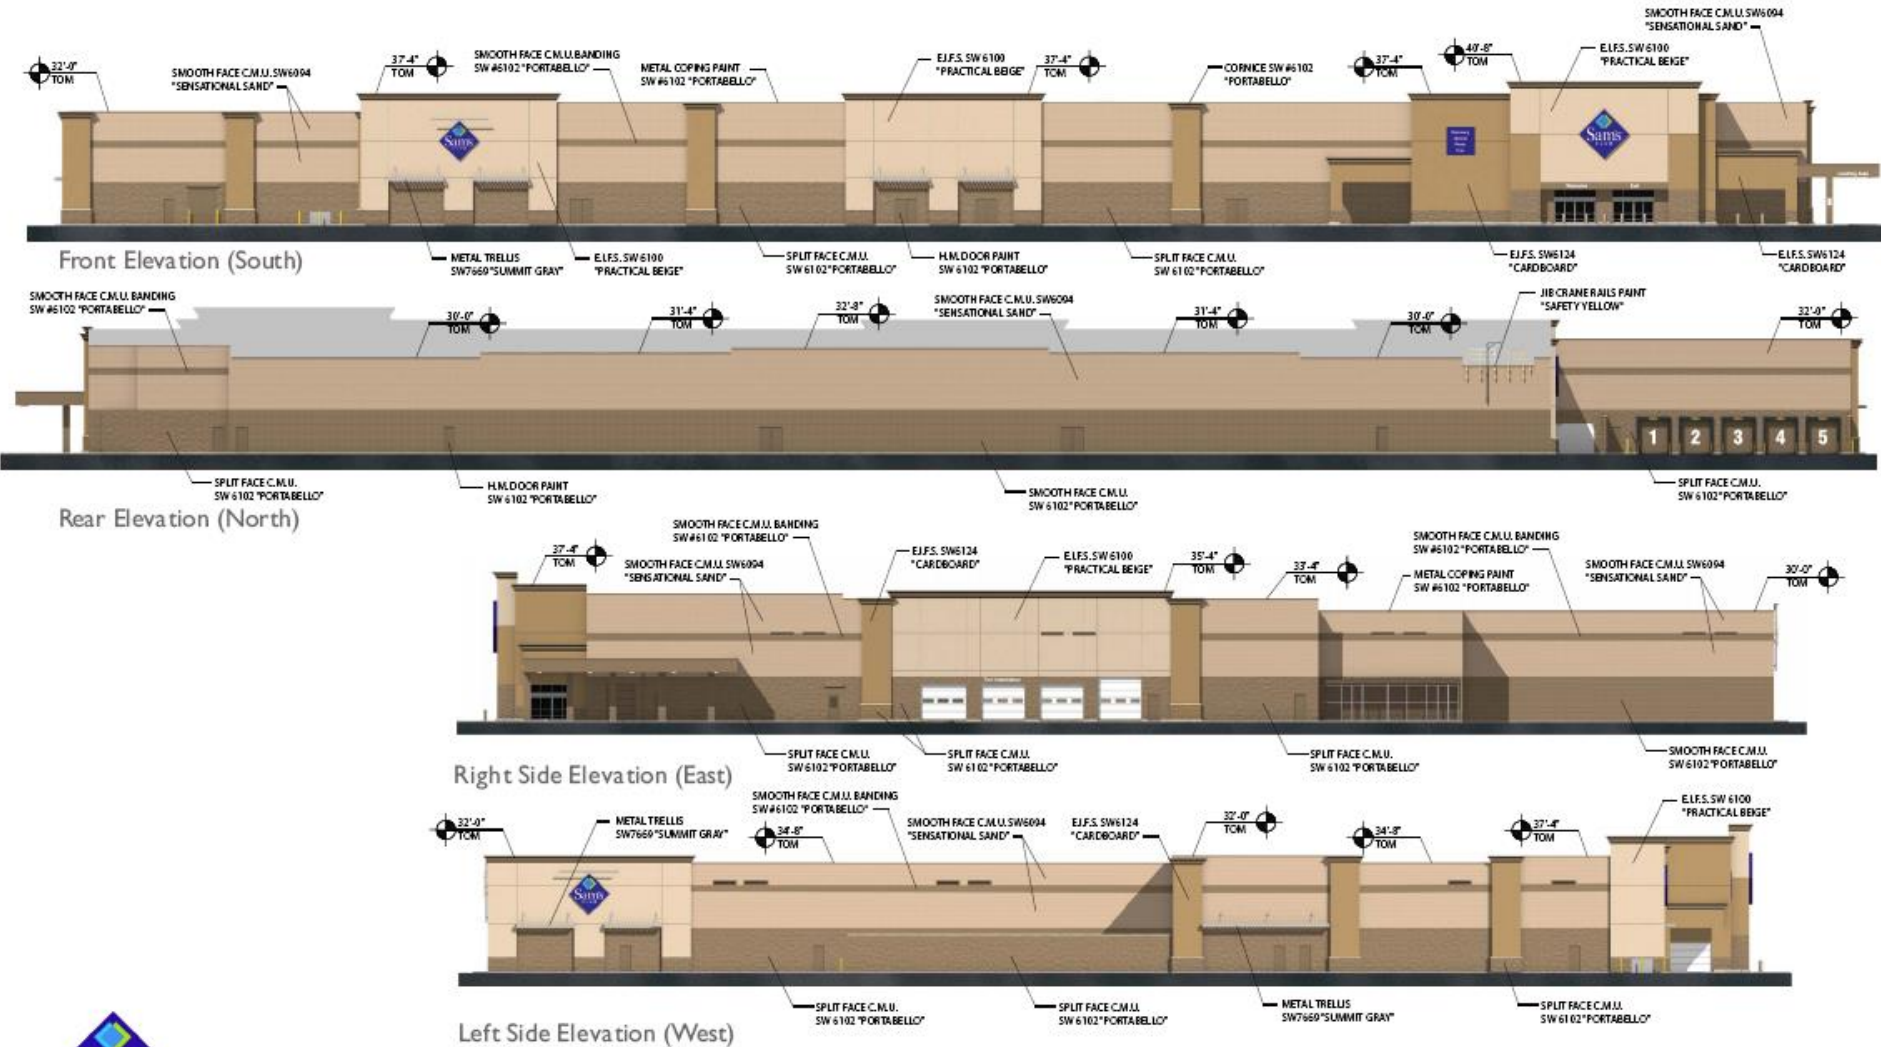 SMOOTH FACE C.M.U. SW6094
"SENSATIONAL SAND"
40'-8"
TOM
E.I.F.S. SW 6100
"PRACTICAL BEIGE"
32'-0"
TOM
SMOOTH FACE C.M.U. SW6094
"SENSATIONAL SAND"
37'-4"
TOM
SMOOTH FACE C.M.U. BANDING
SW #6102 "PORTABELLO"
METAL COPING PAINT
SW #6102 "PORTABELLO"
E.I.F.S. SW 6100
"PRACTICAL BEIGE"
37'-4"
TOM
CORNICE SW #6102
"PORTABELLO"
37'-4"
TOM
Sam's
CLUB
Sam's
CLUB
Front Elevation (South)
METAL TRELLIS
SW7669 "SUMMIT GRAY"
E.I.F.S. SW 6100
"PRACTICAL BEIGE"
SPLIT FACE C.M.U.
SW 6102 "PORTABELLO"
H.M. DOOR PAINT
SW 6102 "PORTABELLO"
SPLIT FACE C.M.U.
SW 6102 "PORTABELLO"
E.I.F.S. SW6124
"CARDBOARD"
E.I.F.S. SW6124
"CARDBOARD"
SMOOTH FACE C.M.U. BANDING
SW #6102 "PORTABELLO"
30'-0"
TOM
31'-4"
TOM
32'-8"
TOM
SMOOTH FACE C.M.U. SW6094
"SENSATIONAL SAND"
31'-4"
TOM
30'-0"
TOM
JIB CRANE RAILS PAINT
"SAFETY YELLOW"
32'-0"
TOM
1 2 3 4 5
SPLIT FACE C.M.U.
SW 6102 "PORTABELLO"
H.M. DOOR PAINT
SW 6102 "PORTABELLO"
SMOOTH FACE C.M.U.
SW 6102 "PORTABELLO"
SPLIT FACE C.M.U.
SW 6102 "PORTABELLO"
Rear Elevation (North)
37'-4"
TOM
SMOOTH FACE C.M.U. BANDING
SW #6102 "PORTABELLO"
SMOOTH FACE C.M.U. SW6094
"SENSATIONAL SAND"
E.I.F.S. SW6124
"CARDBOARD"
E.I.F.S. SW 6100
"PRACTICAL BEIGE"
35'-4"
TOM
33'-4"
TOM
SMOOTH FACE C.M.U. BANDING
SW #6102 "PORTABELLO"
METAL COPING PAINT
SW #6102 "PORTABELLO"
SMOOTH FACE C.M.U. SW6094
"SENSATIONAL SAND"
30'-0"
TOM
SPLIT FACE C.M.U.
SW 6102 "PORTABELLO"
SPLIT FACE C.M.U.
SW 6102 "PORTABELLO"
SPLIT FACE C.M.U.
SW 6102 "PORTABELLO"
SMOOTH FACE C.M.U.
SW 6102 "PORTABELLO"
Right Side Elevation (East)
32'-0"
TOM
METAL TRELLIS
SW7669 "SUMMIT GRAY"
SMOOTH FACE C.M.U. BANDING
SW #6102 "PORTABELLO"
34'-8"
TOM
SMOOTH FACE C.M.U. SW6094
"SENSATIONAL SAND"
E.I.F.S. SW6124
"CARDBOARD"
32'-0"
TOM
34'-8"
TOM
37'-4"
TOM
E.I.F.S. SW 6100
"PRACTICAL BEIGE"
Sam's
CLUB
SPLIT FACE C.M.U.
SW 6102 "PORTABELLO"
SPLIT FACE C.M.U.
SW 6102 "PORTABELLO"
METAL TRELLIS
SW7669 "SUMMIT GRAY"
SPLIT FACE C.M.U.
SW 6102 "PORTABELLO"
Left Side Elevation (West)